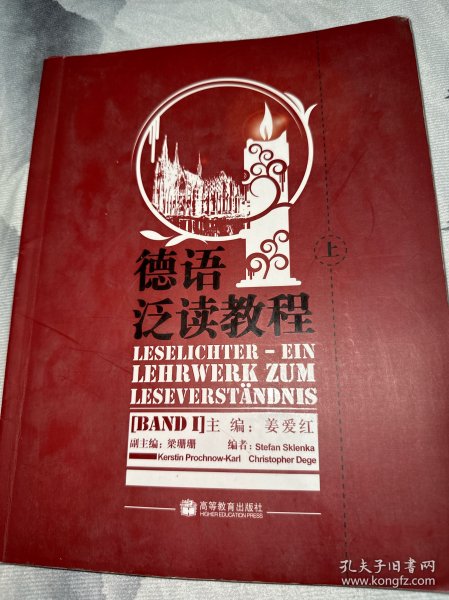 上
德语
泛读教程
LESELICHTER – EIN
LEHRWERK ZUM
LESEVERSTÄNDNIS
[BAND I]主 编：姜爱红
副主编：梁珊珊 编者：Stefan Sklenka
Kerstin Prochnow-Karl Christopher Dege
高等教育出版社
HIGHER EDUCATION PRESS
孔夫子旧书网
www.kongfz.com